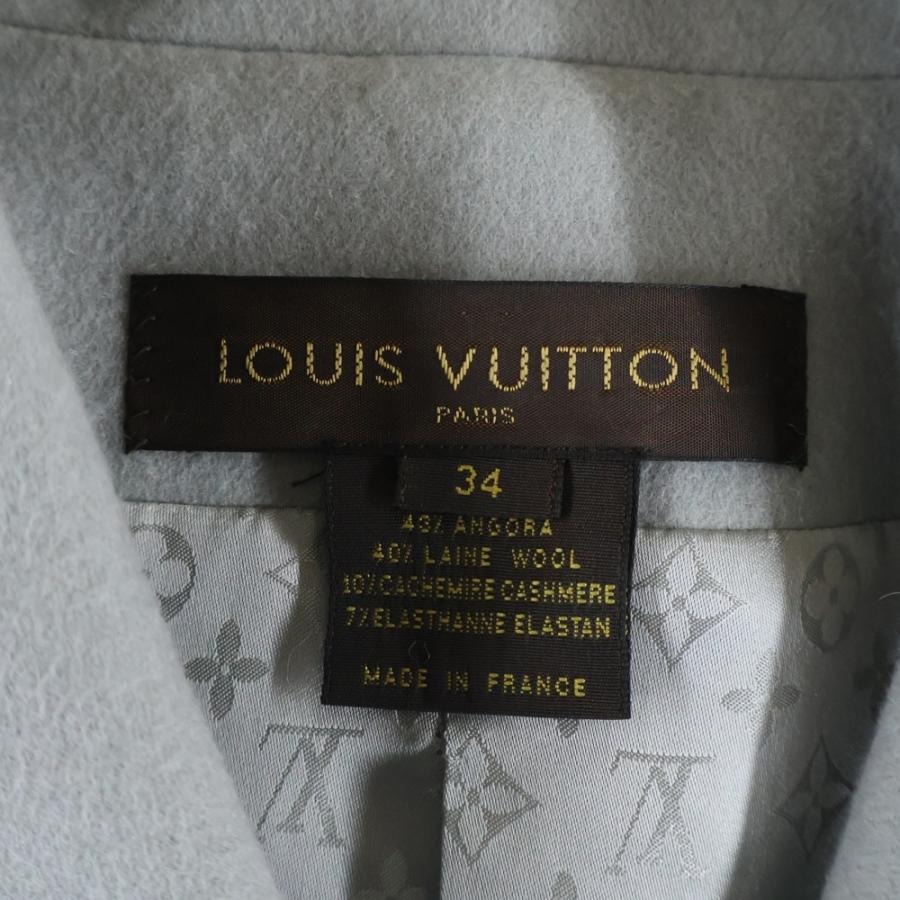 LOUIS VUITTON
PARIS
34
43% ANGORA
40% LAINE WOOL
10% CACHEMIRE CASHMERE
7% ELASTHANNE ELASTAN
MADE IN FRANCE